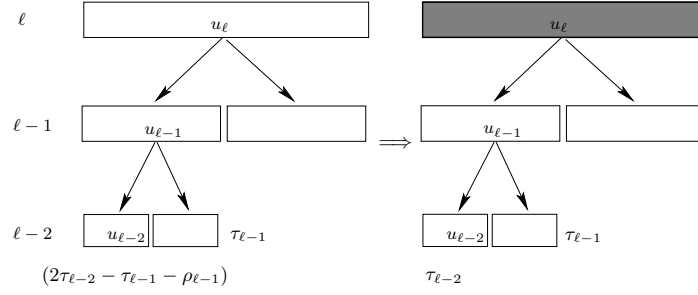 ℓ u_ℓ u_ℓ
ℓ − 1 u_{ℓ−1} ⟹ u_{ℓ−1}
ℓ − 2 u_{ℓ−2} τ_{ℓ−1} u_{ℓ−2} τ_{ℓ−1}
(2τ_{ℓ−2} − τ_{ℓ−1} − ρ_{ℓ−1}) τ_{ℓ−2}